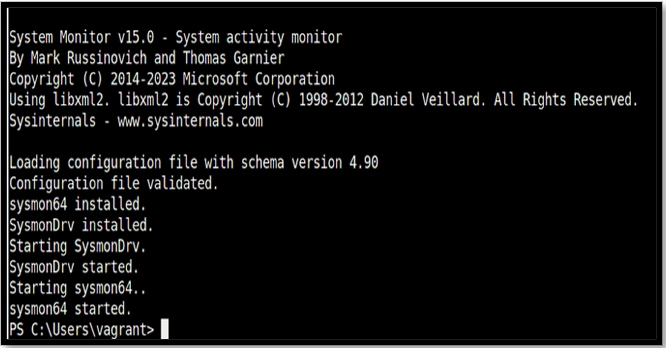 System Monitor v15.0 - System activity monitor
By Mark Russinovich and Thomas Garnier
Copyright (C) 2014-2023 Microsoft Corporation
Using libxml2. libxml2 is Copyright (C) 1998-2012 Daniel Veillard. All Rights Reserved.
Sysinternals - www.sysinternals.com
Loading configuration file with schema version 4.90
Configuration file validated.
sysmon64 installed.
SysmonDrv installed.
Starting SysmonDrv.
SysmonDrv started.
Starting sysmon64..
sysmon64 started.
PS C:\Users\vagrant>